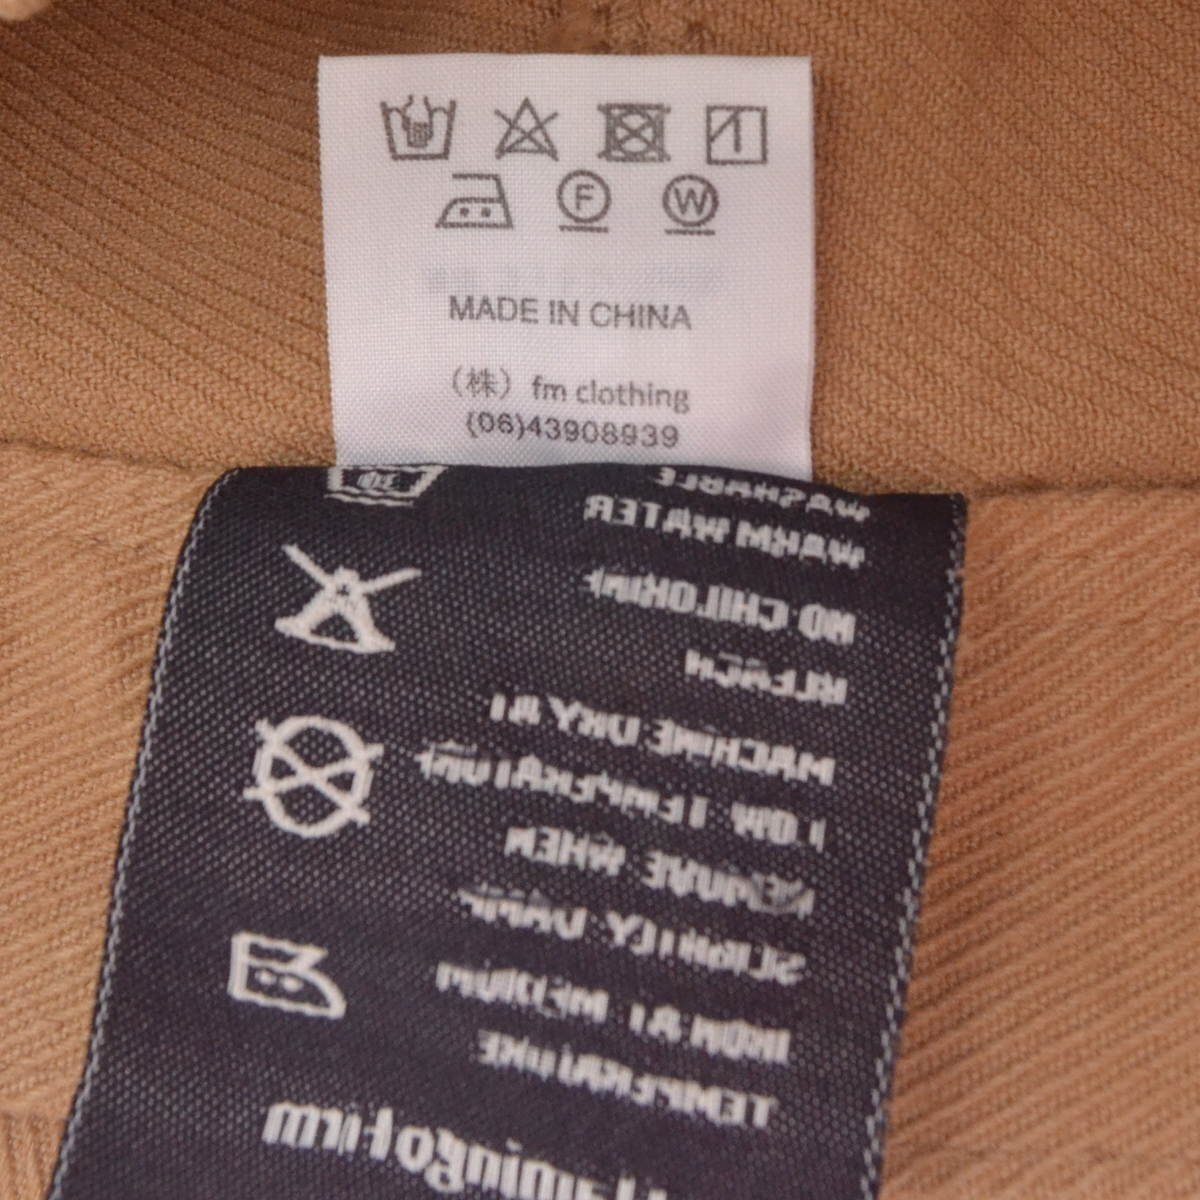 F W
MADE IN CHINA
（株）fm clothing
(06)43908939
WASHABLE
WARM WATER
NO CHLORINE
BLEACH
MACHINE DRY AT
LOW TEMPERATURE
REMOVE WHEN
SLIGHTLY DAMP
IRON AT MEDIUM
TEMPERATURE